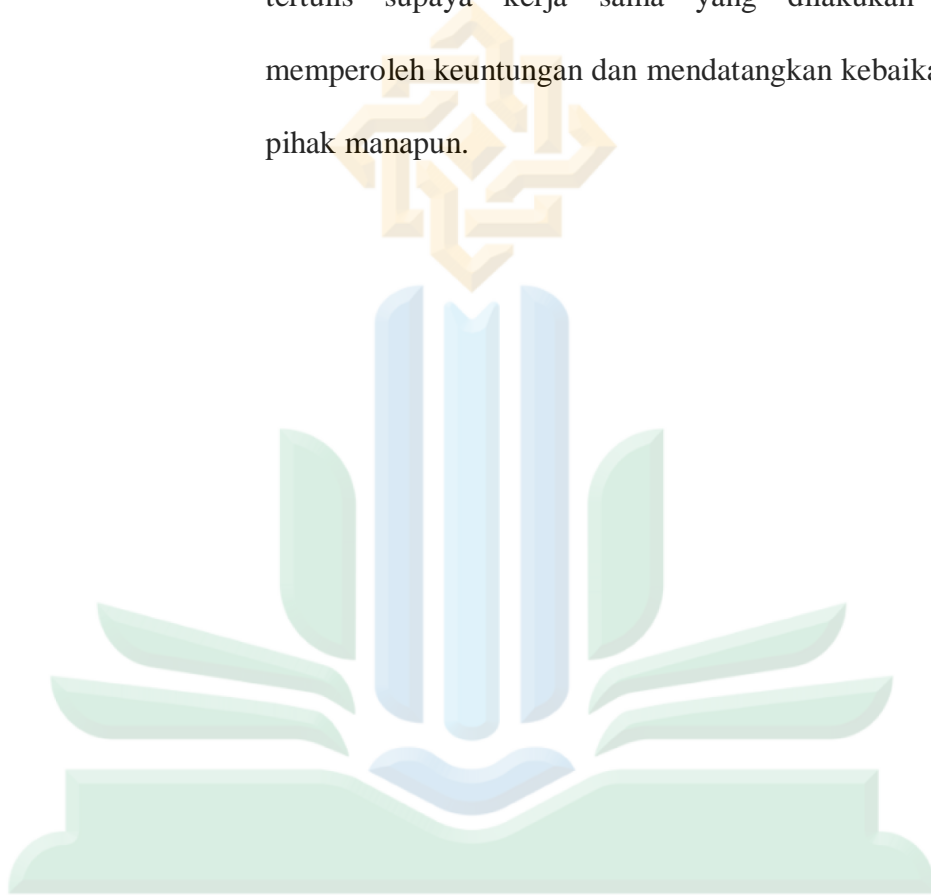 tertulis supaya kerja sama yang dilakukan
memperoleh keuntungan dan mendatangkan kebaika
pihak manapun.